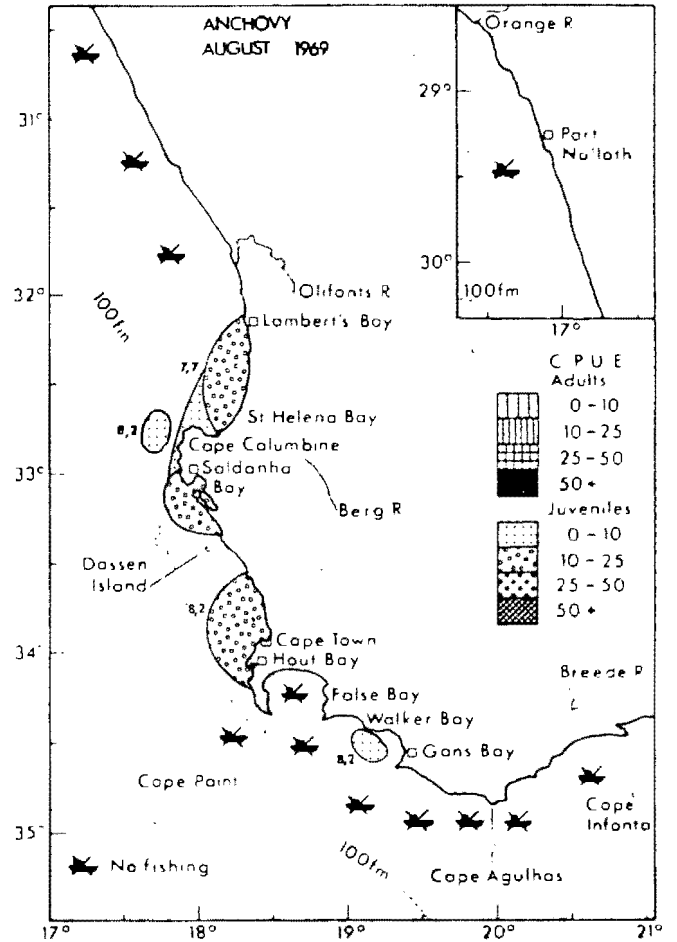 ANCHOVY
AUGUST 1969
Orange R
29°
Port
Nolloth
30°
100fm
17°
31°
32°
33°
34°
35°
100fm
Olifants R
Lambert's Bay
7,7
8,2
St Helena Bay
Cape Columbine
Saldanha
Bay
Berg R
Dassen
Island
8,2
Cape Town
Hout Bay
False Bay
Walker Bay
8,2
Gans Bay
Breede R
Cape Point
Cape
Infanta
No fishing
100fm
Cape Agulhas
C P U E
Adults
0 - 10
10 - 25
25 - 50
50 +
Juveniles
0 - 10
10 - 25
25 - 50
50 +
17°
18°
19°
20°
21°